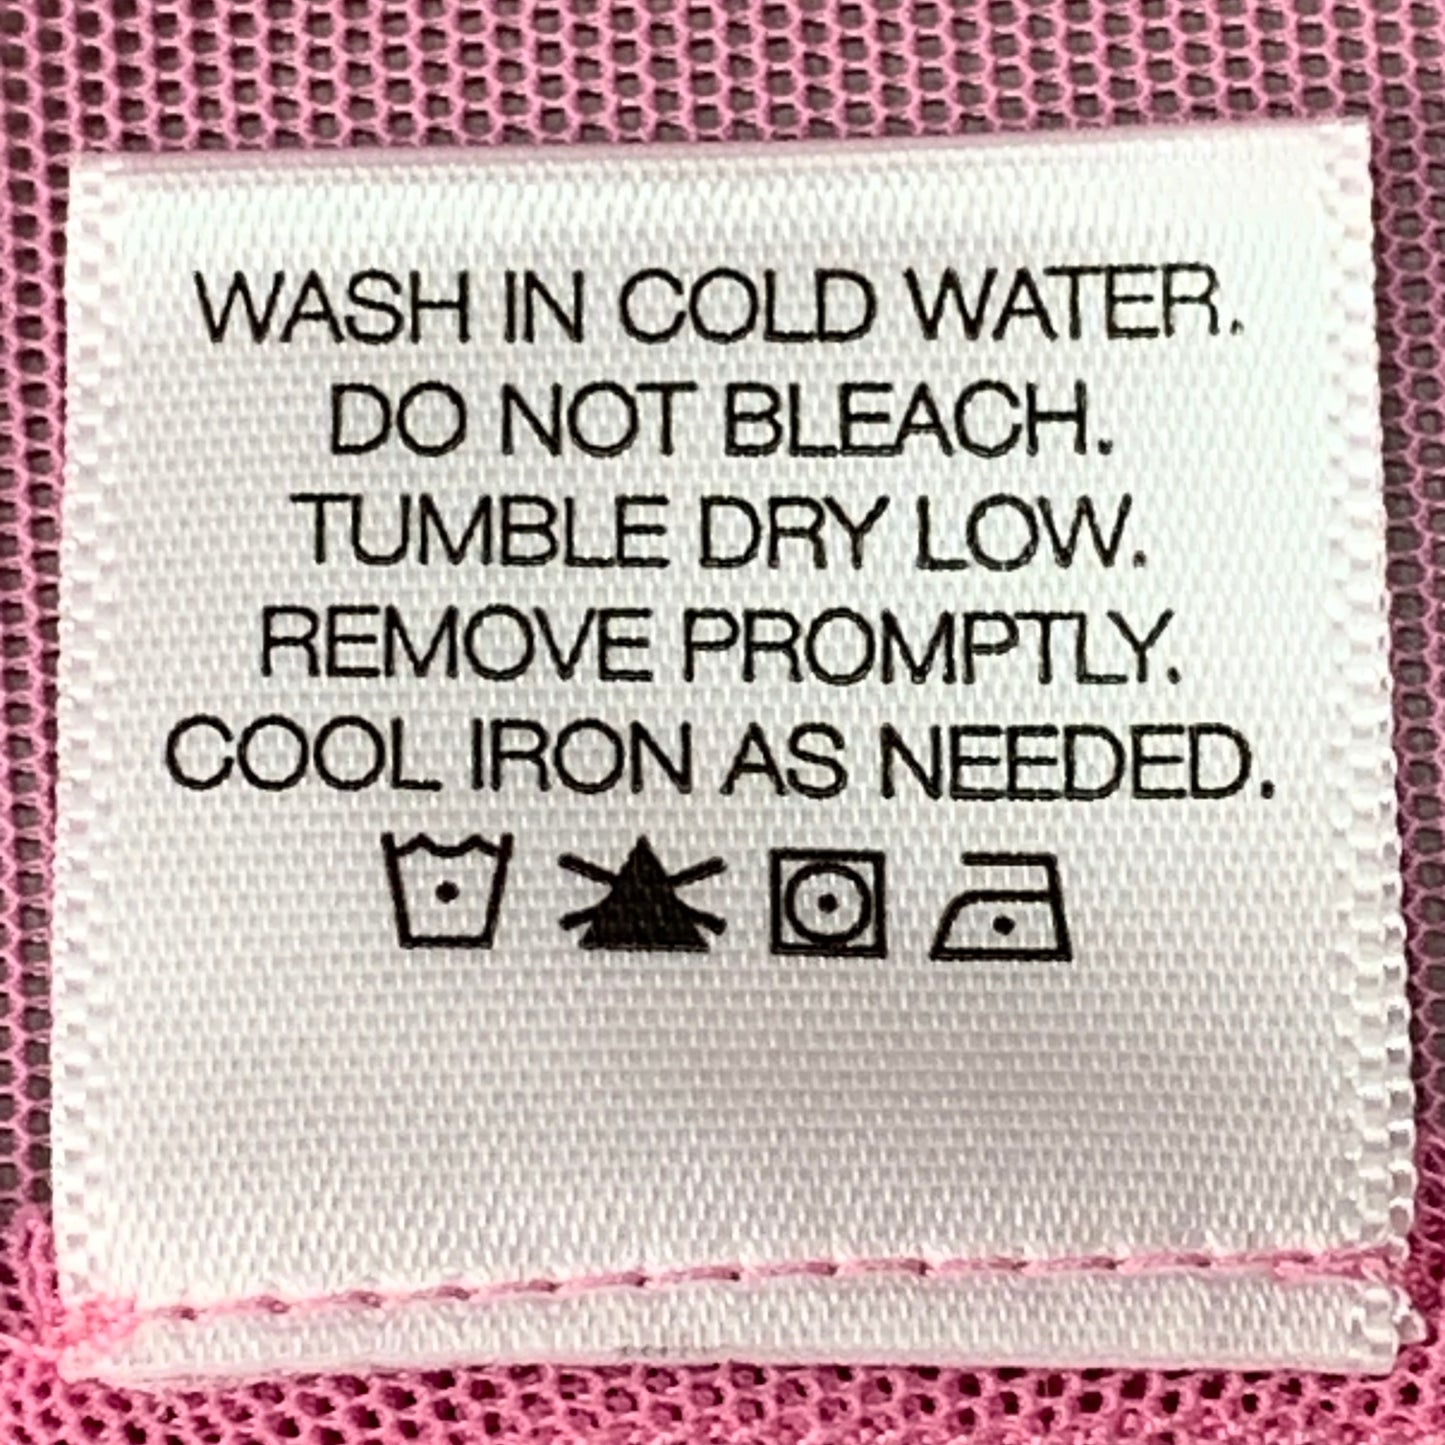 WASH IN COLD WATER.
DO NOT BLEACH.
TUMBLE DRY LOW.
REMOVE PROMPTLY.
COOL IRON AS NEEDED.